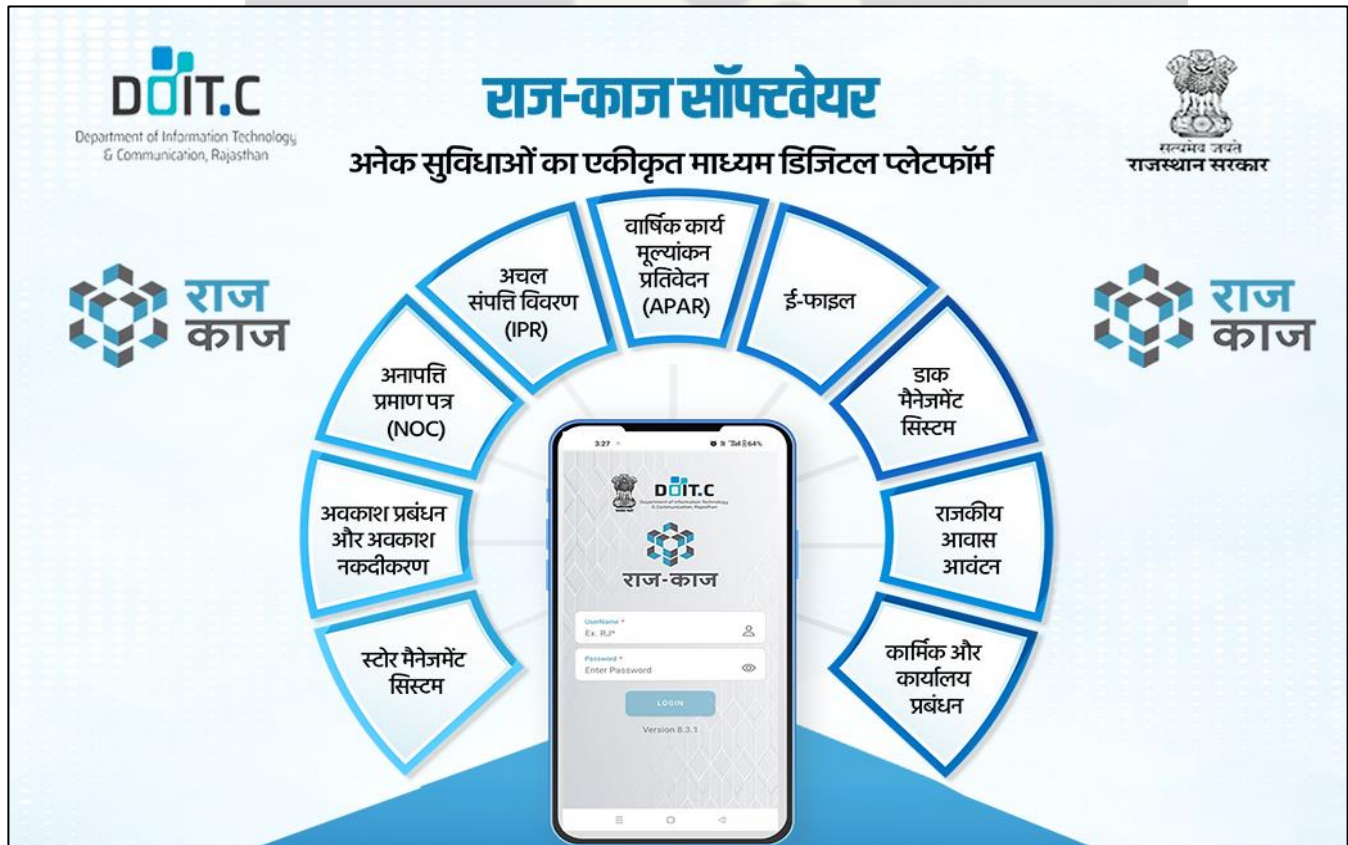 DOIT.C
Department of Information Technology
& Communication, Rajasthan
राज-काज सॉफ्टवेयर
अनेक सुविधाओं का एकीकृत माध्यम डिजिटल प्लेटफॉर्म
सत्यमेव जयते
राजस्थान सरकार
राज
काज
राज
काज
स्टोर मैनेजमेंट
सिस्टम
अवकाश प्रबंधन
और अवकाश
नकदीकरण
अनापत्ति
प्रमाण पत्र
(NOC)
अचल
संपत्ति विवरण
(IPR)
वार्षिक कार्य
मूल्यांकन
प्रतिवेदन
(APAR)
ई-फाइल
डाक
मैनेजमेंट
सिस्टम
राजकीय
आवास
आवंटन
कार्मिक और
कार्यालय
प्रबंधन
3:27
64%
DOIT.C
Department of Information Technology
& Communication, Rajasthan
राज-काज
UserName *
Ex. RJ*
Password *
Enter Password
LOGIN
Version 8.3.1